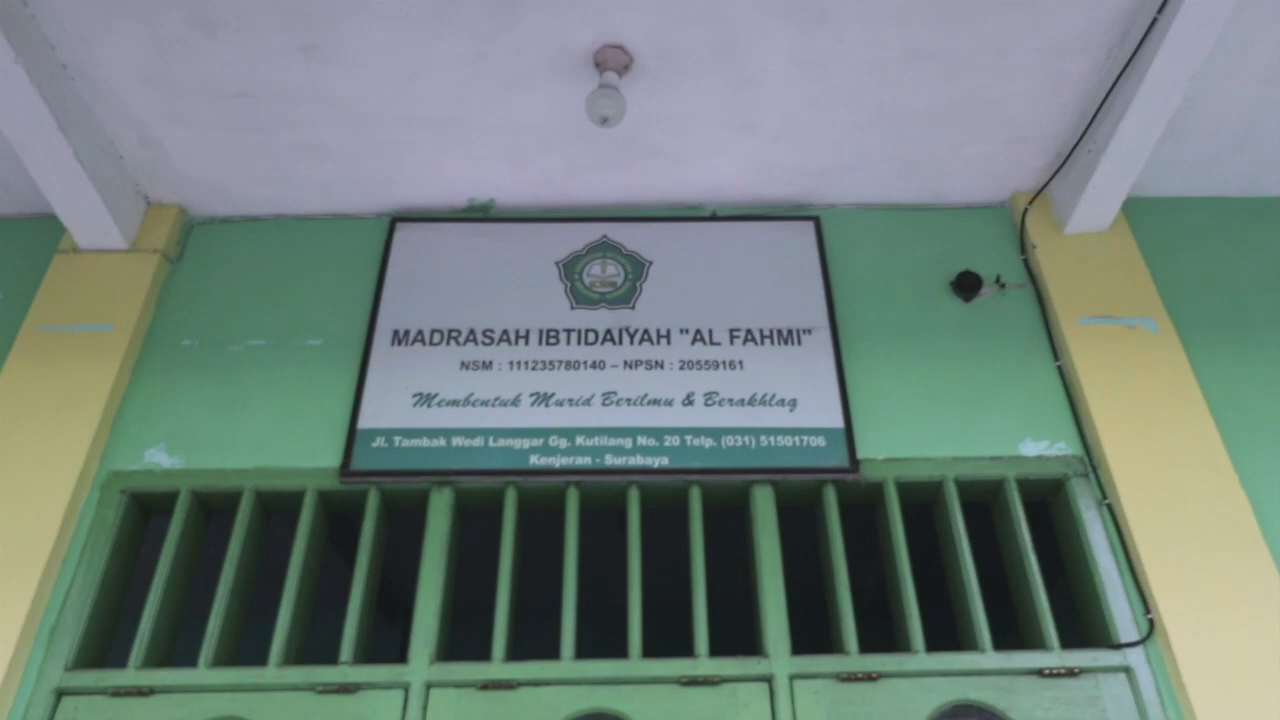 MADRASAH IBTIDAIYAH "AL FAHMI"
NSM : 111235780140 – NPSN : 20559161
Membentuk Murid Berilmu & Berakhlaq
Jl. Tambak Wedi Langgar Gg. Kutilang No. 20 Telp. (031) 51501706
Kenjeran - Surabaya